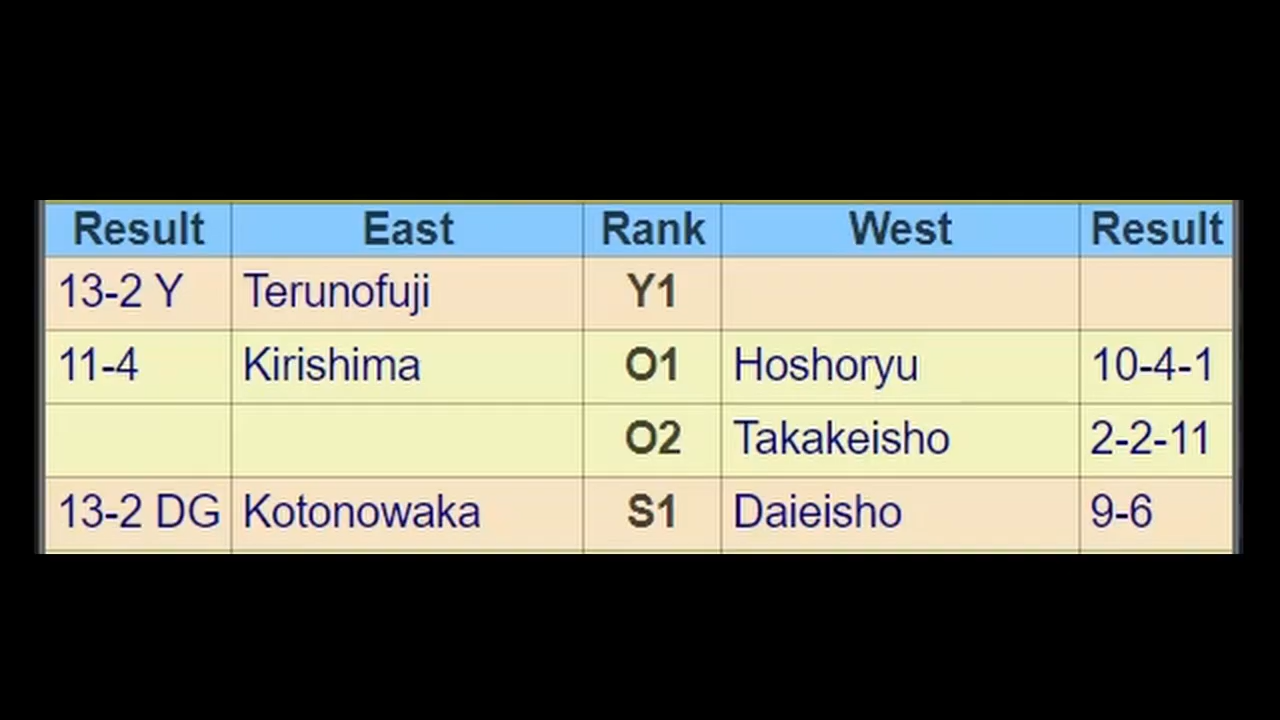 Result East Rank West Result
13-2 Y Terunofuji Y1
11-4 Kirishima O1 Hoshoryu 10-4-1
O2 Takakeisho 2-2-11
13-2 DG Kotonowaka S1 Daieisho 9-6